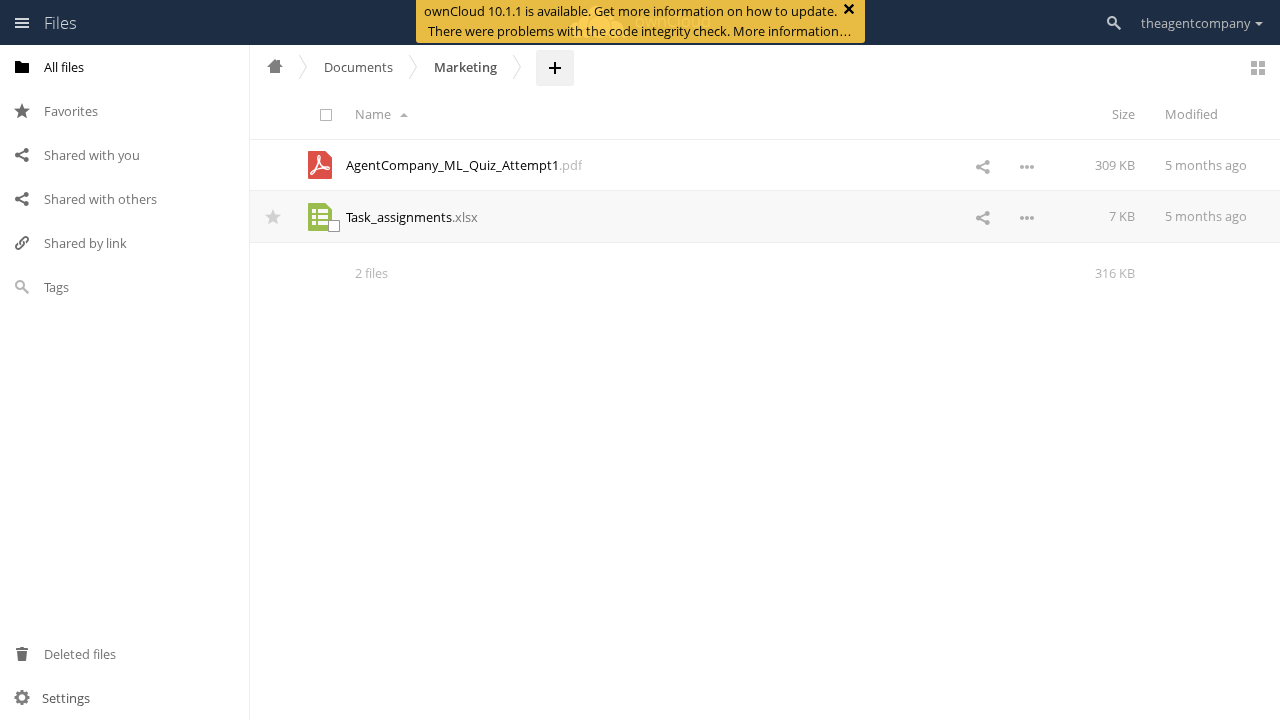 Files
ownCloud 10.1.1 is available. Get more information on how to update.
There were problems with the code integrity check. More information…
theagentcompany
All files
Favorites
Shared with you
Shared with others
Shared by link
Tags
Deleted files
Settings
Documents
Marketing
Name
Size
Modified
AgentCompany_ML_Quiz_Attempt1.pdf
309 KB
5 months ago
Task_assignments.xlsx
7 KB
5 months ago
2 files
316 KB